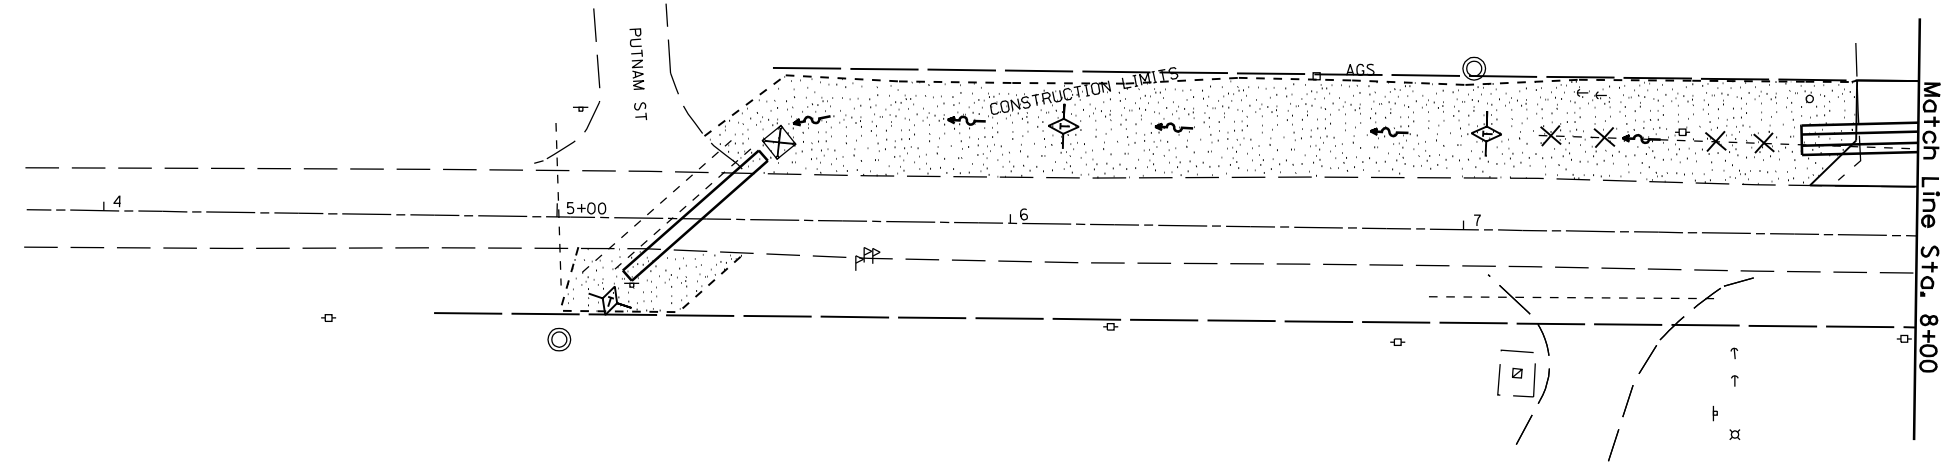 PUTNAM ST
CONSTRUCTION LIMITS
AGS
4
5+00
6
7
Match Line Sta. 8+00